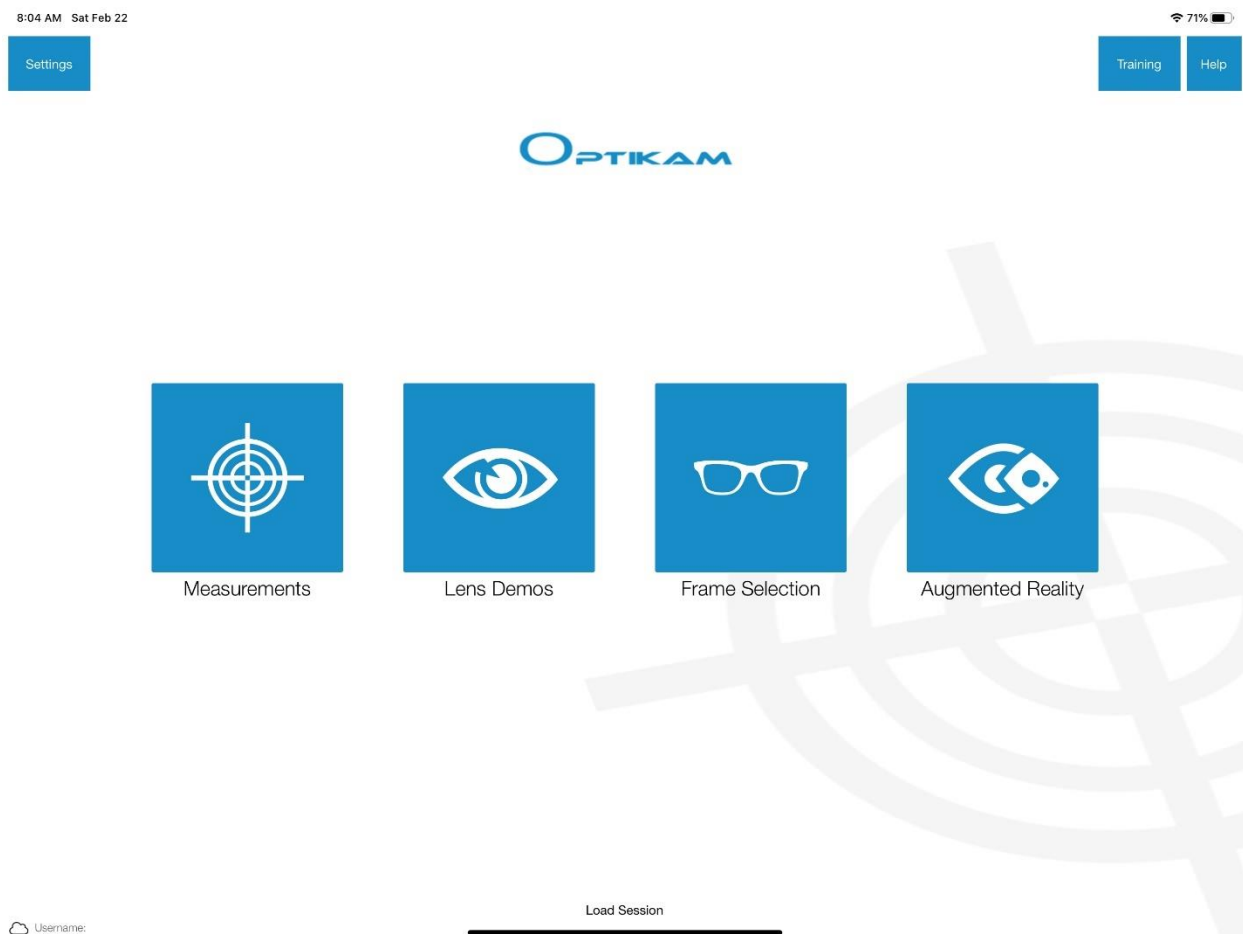 8:04 AM Sat Feb 22
71%
Settings
Training
Help
OPTIKAM
Measurements
Lens Demos
Frame Selection
Augmented Reality
Load Session
Username: